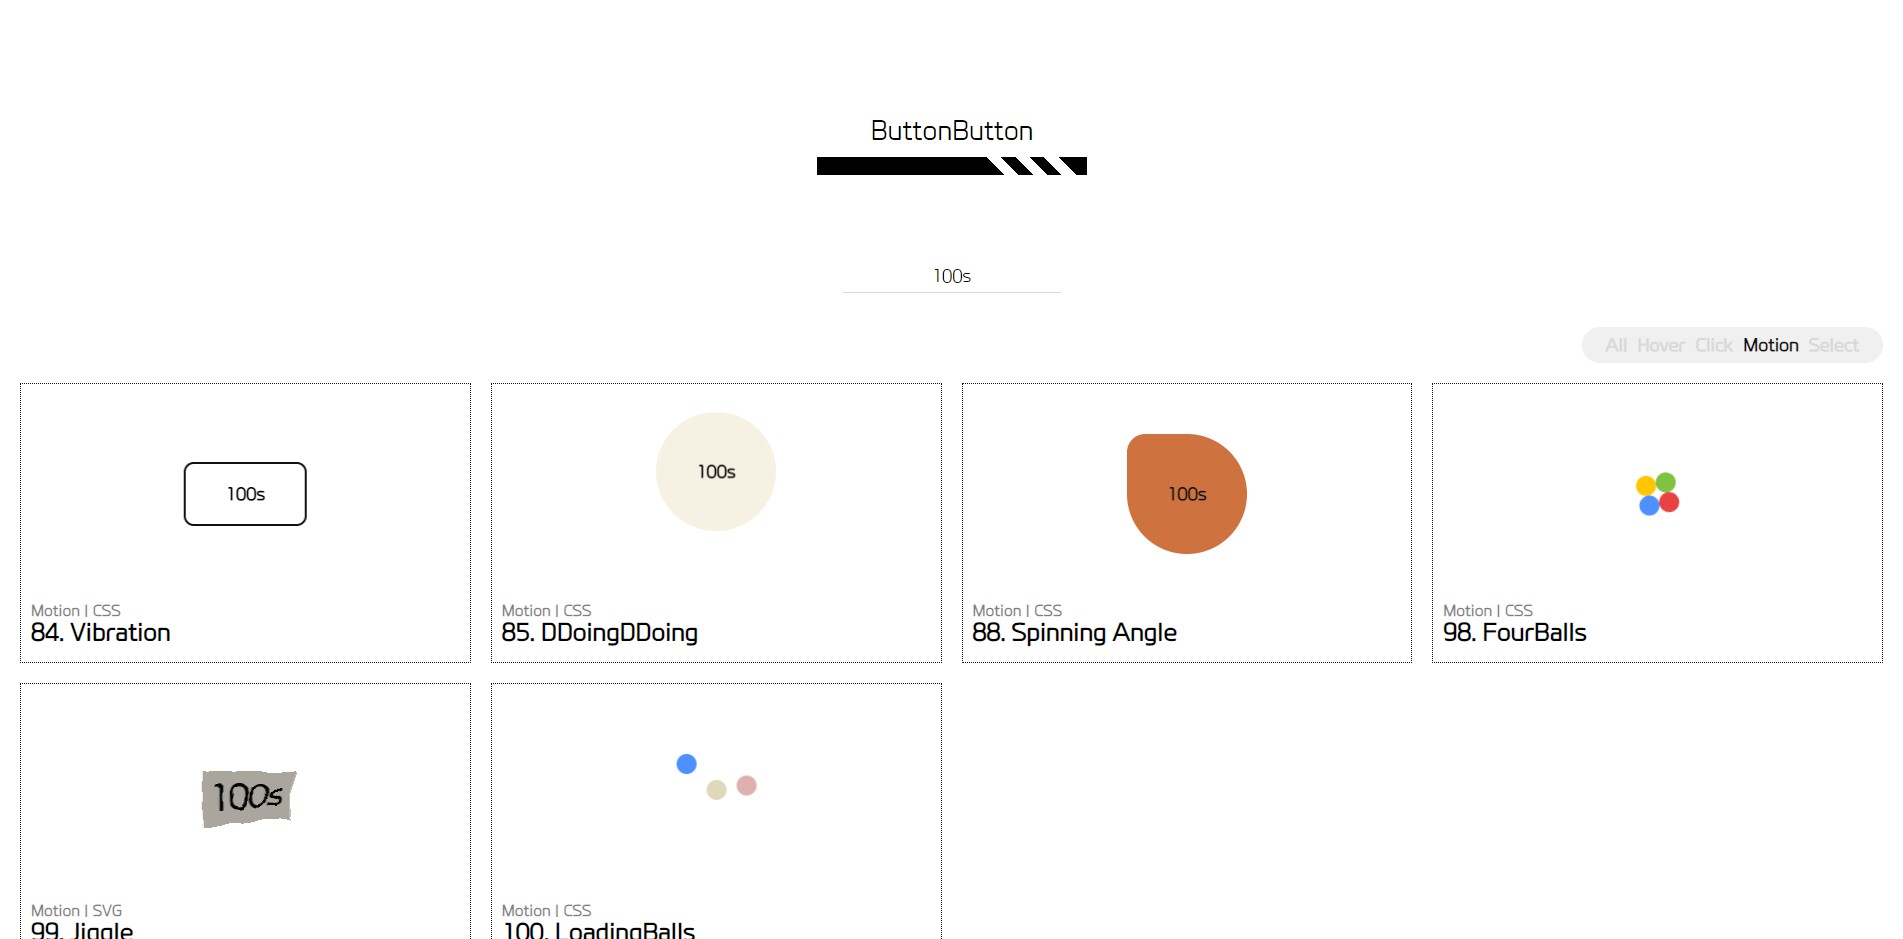 ButtonButton
100s
All Hover Click Motion Select
100s
Motion | CSS
84. Vibration
100s
Motion | CSS
85. DDoingDDoing
100s
Motion | CSS
88. Spinning Angle
Motion | CSS
98. FourBalls
100s
Motion | SVG
99. Jiggle
Motion | CSS
100. LoadingBalls